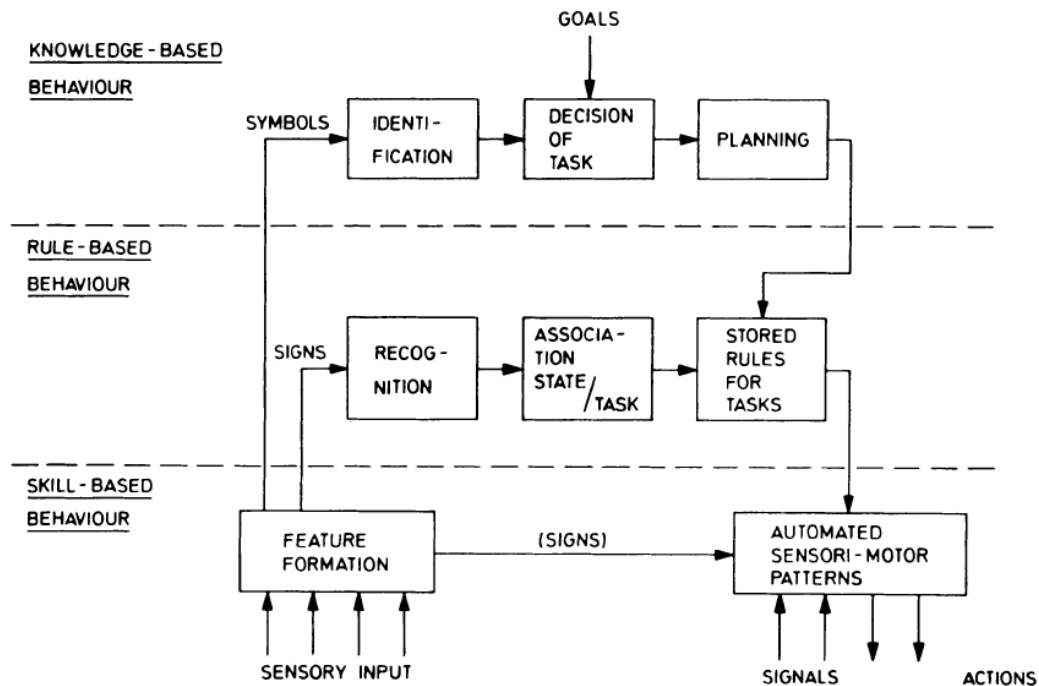 GOALS
KNOWLEDGE-BASED
BEHAVIOUR
SYMBOLS
IDENTI-
FICATION
DECISION
OF
TASK
PLANNING
RULE-BASED
BEHAVIOUR
SIGNS
RECOG-
NITION
ASSOCIA-
TION
STATE/
TASK
STORED
RULES
FOR
TASKS
SKILL-BASED
BEHAVIOUR
FEATURE
FORMATION
(SIGNS)
AUTOMATED
SENSORI-MOTOR
PATTERNS
SENSORY INPUT
SIGNALS
ACTIONS